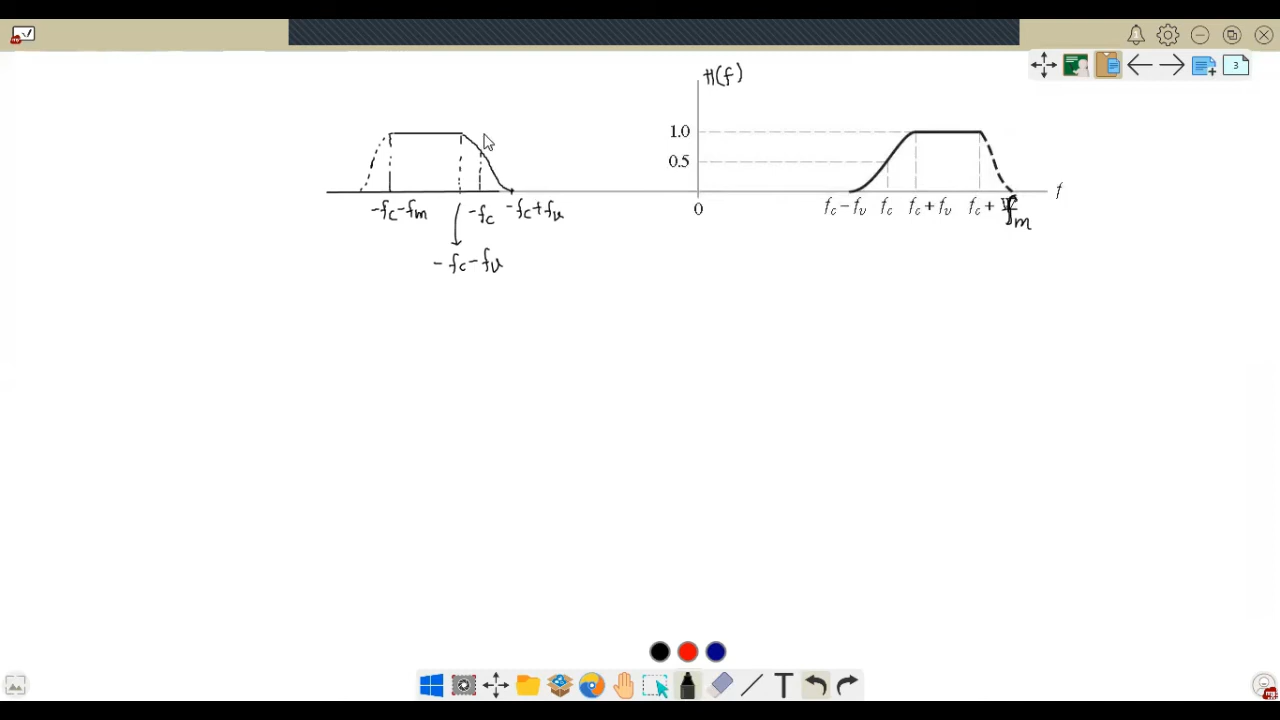 H(f)
1.0
0.5
-fc-fm -fc -fc+fv 0 fc − fv fc fc + fv fc + fm f
-fc-fv
3
T